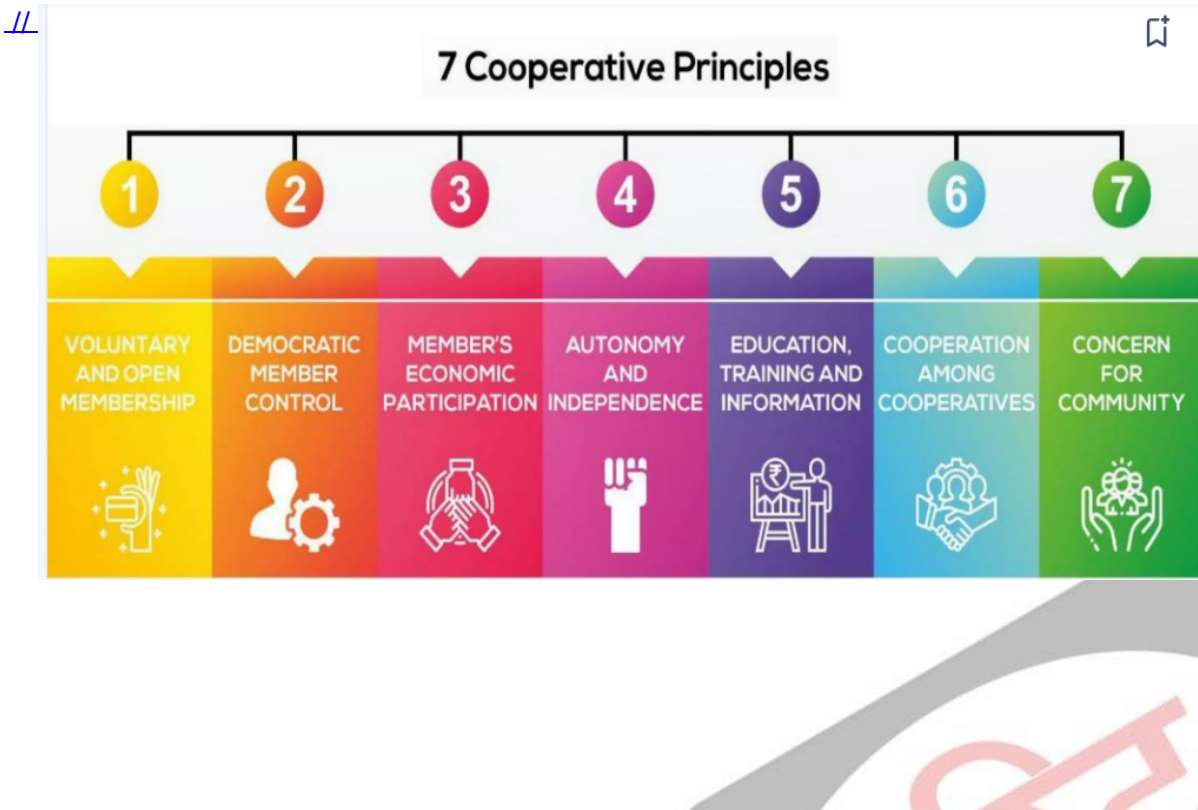 //
7 Cooperative Principles
1
2
3
4
5
6
7
VOLUNTARY
AND OPEN
MEMBERSHIP
DEMOCRATIC
MEMBER
CONTROL
MEMBER'S
ECONOMIC
PARTICIPATION
AUTONOMY
AND
INDEPENDENCE
EDUCATION,
TRAINING AND
INFORMATION
₹
COOPERATION
AMONG
COOPERATIVES
CONCERN
FOR
COMMUNITY